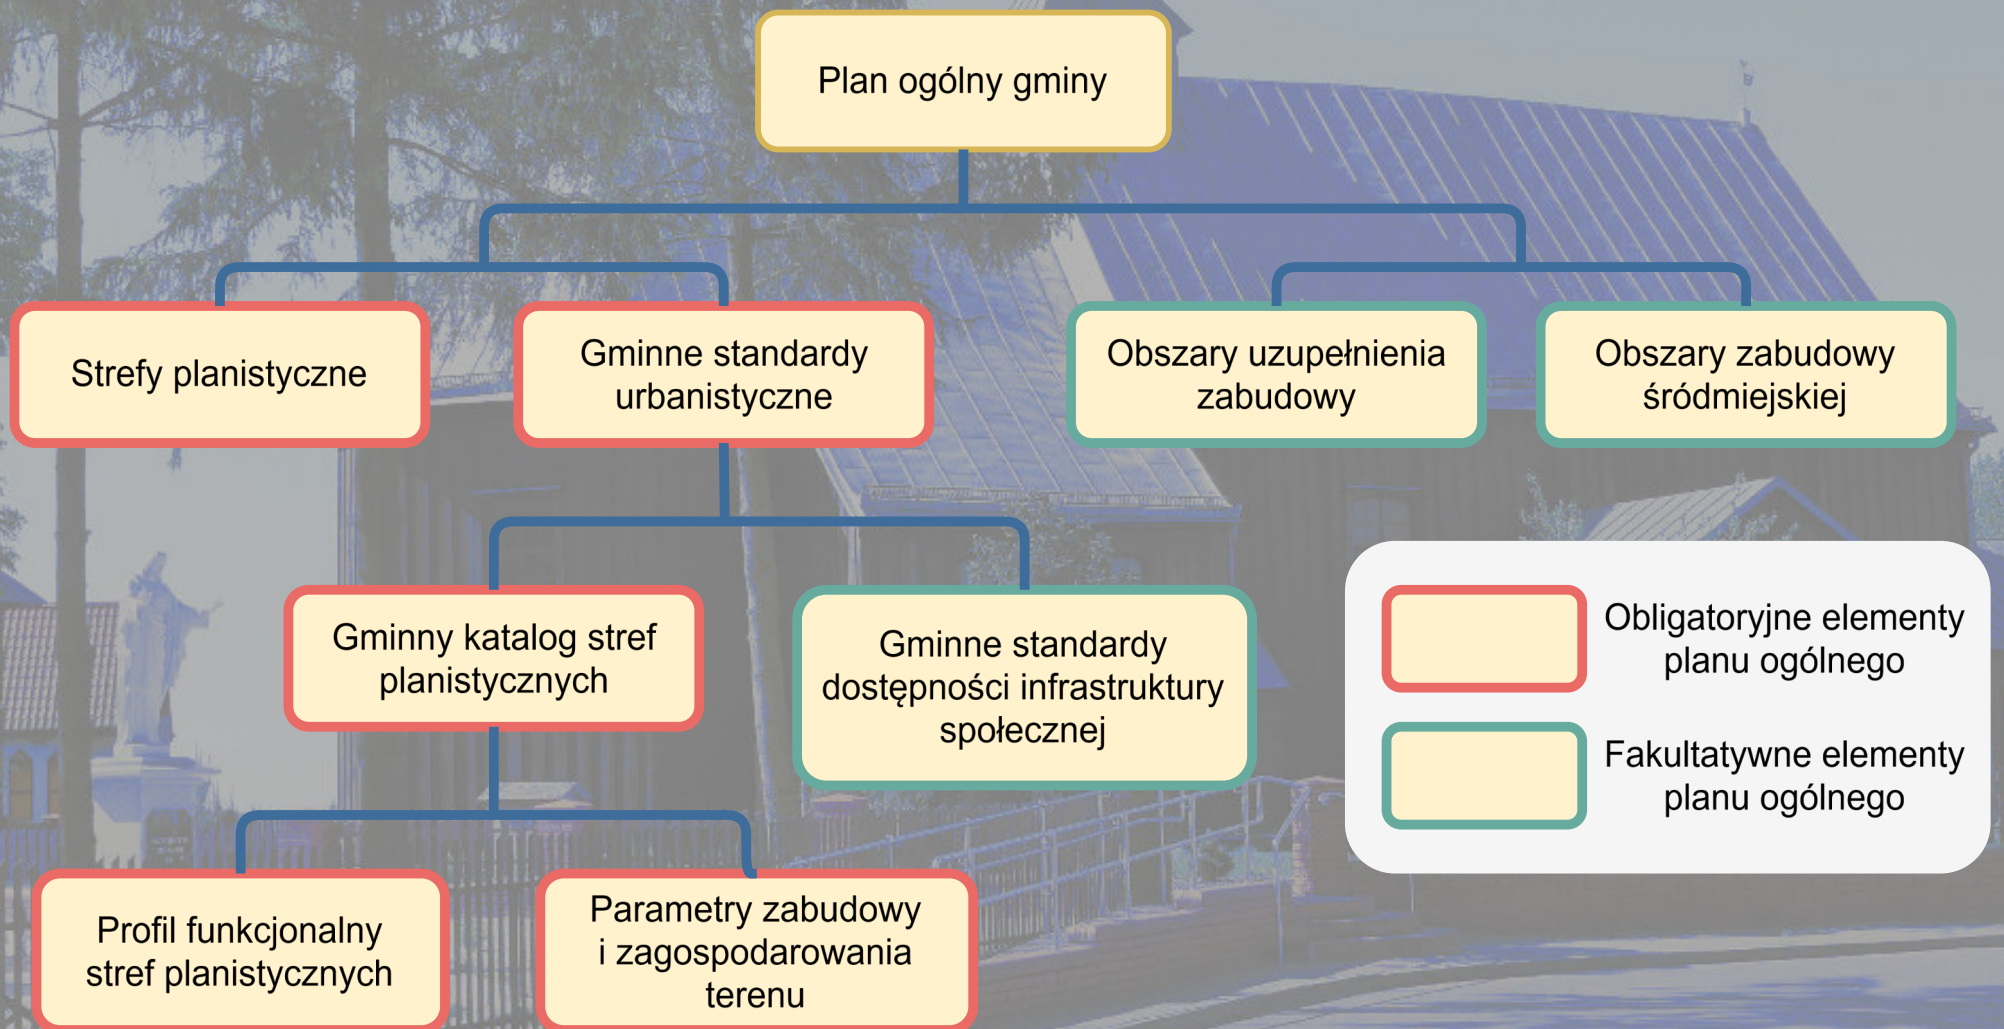 Plan ogólny gminy
Strefy planistyczne
Gminne standardy
urbanistyczne
Obszary uzupełnienia
zabudowy
Obszary zabudowy
śródmiejskiej
Gminny katalog stref
planistycznych
Gminne standardy
dostępności infrastruktury
społecznej
Obligatoryjne elementy
planu ogólnego
Fakultatywne elementy
planu ogólnego
Profil funkcjonalny
stref planistycznych
Parametry zabudowy
i zagospodarowania
terenu